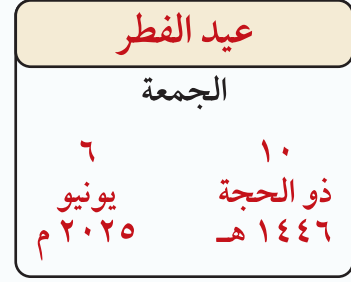 عيد الفطر
الجمعة
١٠ ٦
ذو الحجة يونيو
١٤٤٦ هـ ٢٠٢٥ م